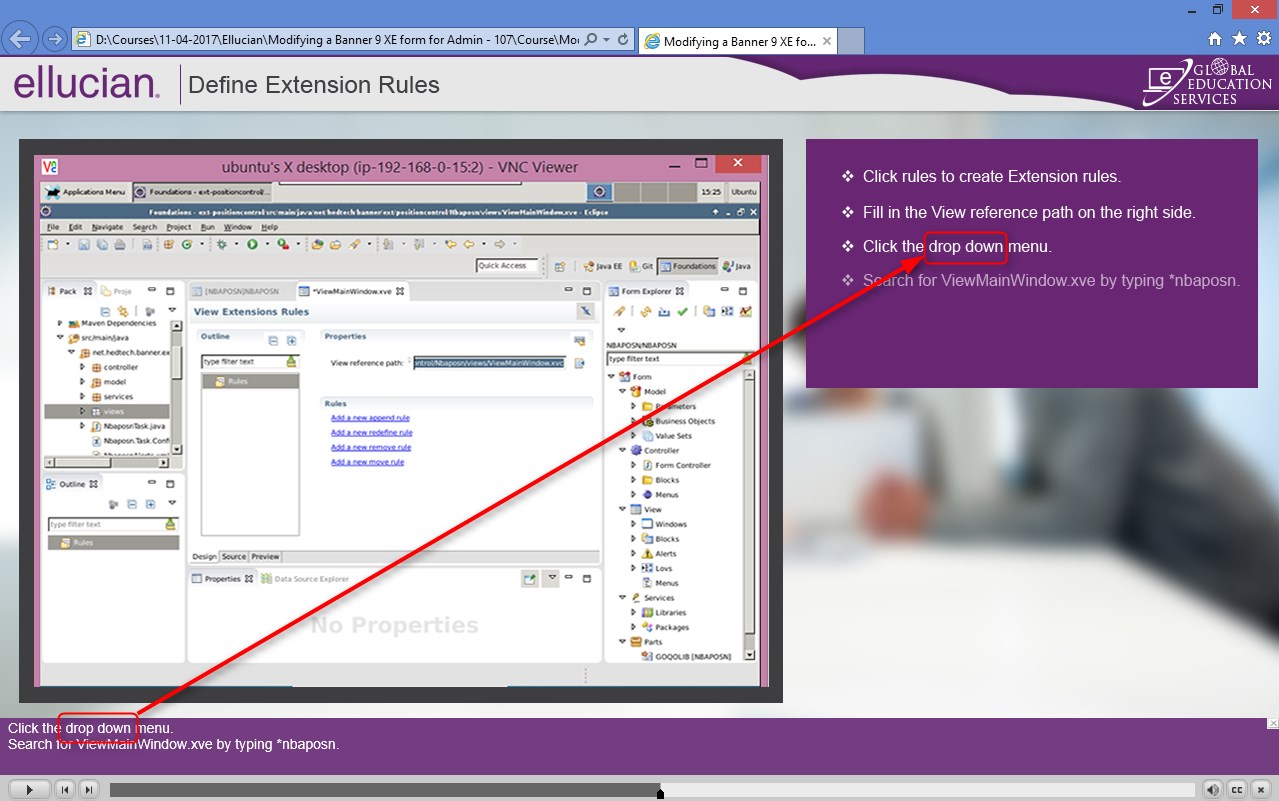 D:\Courses\11-04-2017\Ellucian\Modifying a Banner 9 XE form for Admin - 107\Course\Mo
Modifying a Banner 9 XE fo...
ellucian.
Define Extension Rules
GLOBAL
EDUCATION
SERVICES
ubuntu's X desktop (ip-192-168-0-15:2) - VNC Viewer
Applications Menu
Foundations - ext-positioncontrol/...
15:25
Ubuntu
Foundations - ext-positioncontrol/src/main/java/net/hedtech/banner/ext/positioncontrol/Nbaposn/views/ViewMainWindow.xve - Eclipse
File Edit Navigate Search Project Run Window Help
Quick Access
Java EE
Git
Foundations
Java
Pack
Proje
Maven Dependencies
src/main/java
net.hedtech.banner.ex
controller
model
services
views
NbaposnTask.java
Nbaposn.Task.Conf
Outline
type filter text
Rules
[NBAPOSN]NBAPOSN
*ViewMainWindow.xve
View Extensions Rules
Outline
type filter text
Rules
Properties
View reference path:
ntrol/Nbaposn/views/ViewMainWindow.xvc
Rules
Add a new append rule
Add a new redefine rule
Add a new remove rule
Add a new move rule
Design Source Preview
Properties
Data Source Explorer
No Properties
Form Explorer
NBAPOSN/NBAPOSN
type filter text
Form
Model
Parameters
Business Objects
Value Sets
Controller
Form Controller
Blocks
Menus
View
Windows
Blocks
Alerts
Lovs
Menus
Services
Libraries
Packages
Parts
GOQOLIB [NBAPOSN]
Click rules to create Extension rules.
Fill in the View reference path on the right side.
Click the drop down menu.
Search for ViewMainWindow.xve by typing *nbaposn.
Click the drop down menu.
Search for ViewMainWindow.xve by typing *nbaposn.
CC